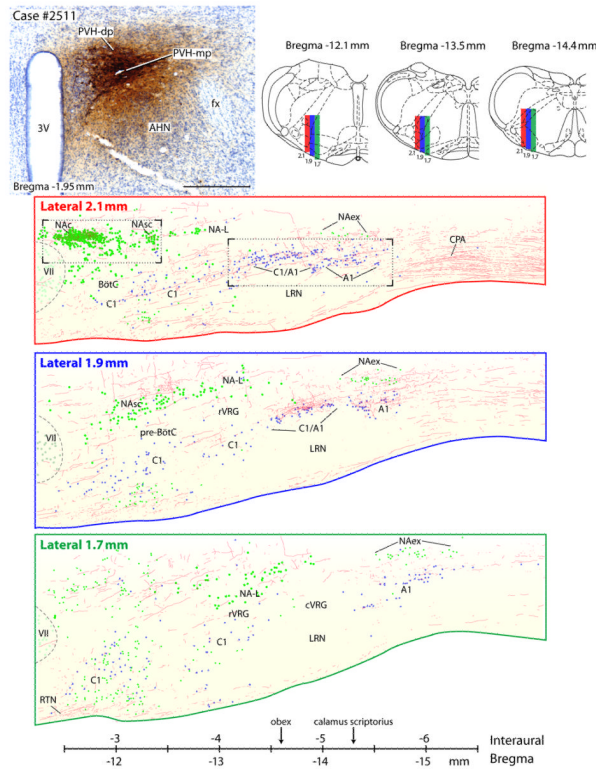 Case #2511
PVH-dp
PVH-mp
fx
3V
AHN
Bregma -1.95 mm
Bregma -12.1 mm
Bregma -13.5 mm
Bregma -14.4 mm
2.1
1.9
1.7
2.1
1.9
1.7
2.1
1.9
1.7
Lateral 2.1 mm
NAc
NAsc
NA-L
NAex
CPA
VII
BötC
C1
C1
C1/A1
A1
LRN
Lateral 1.9 mm
NAex
NA-L
NAsc
rVRG
A1
C1/A1
VII
pre-BötC
C1
C1
LRN
Lateral 1.7 mm
NAex
NA-L
A1
rVRG
cVRG
VII
C1
LRN
C1
RTN
obex
calamus scriptorius
-3
-4
-5
-6
Interaural
-12
-13
-14
-15
mm
Bregma